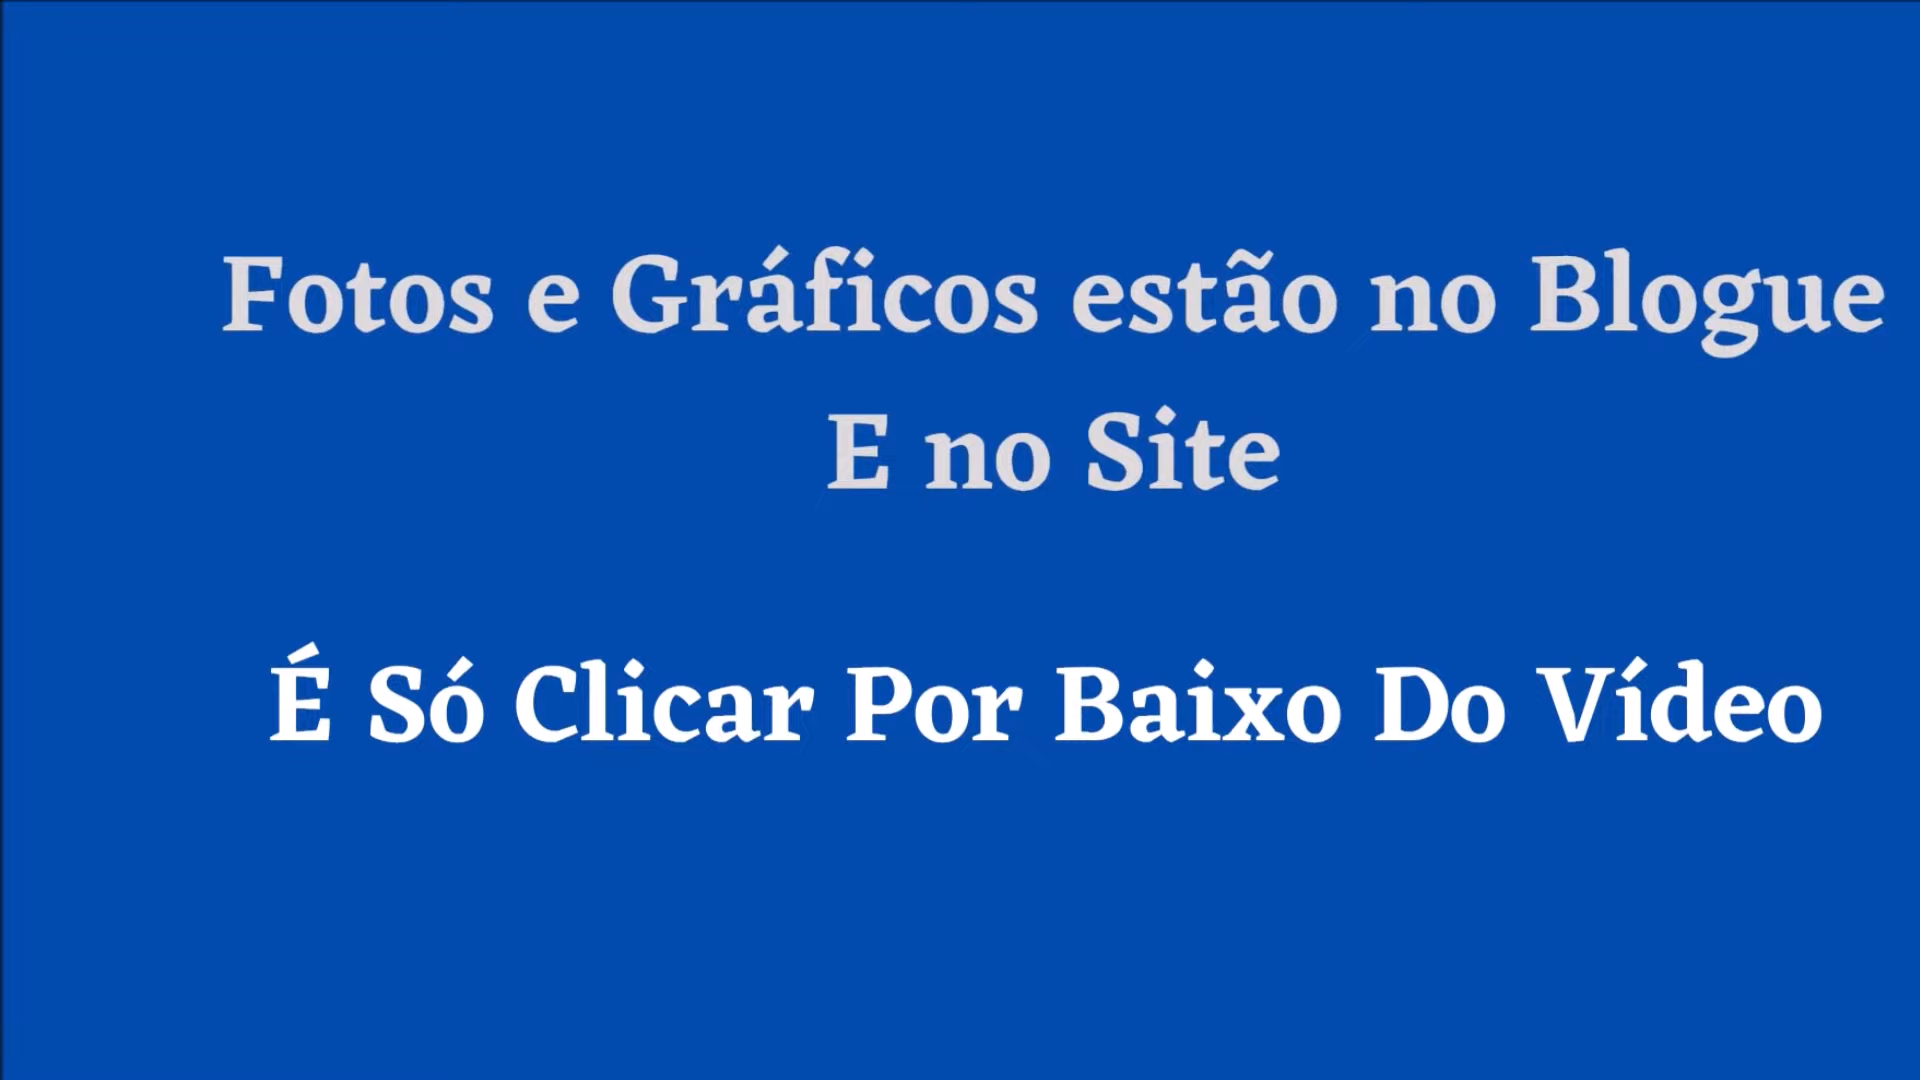 Fotos e Gráficos estão no Blogue
E no Site
É Só Clicar Por Baixo Do Vídeo